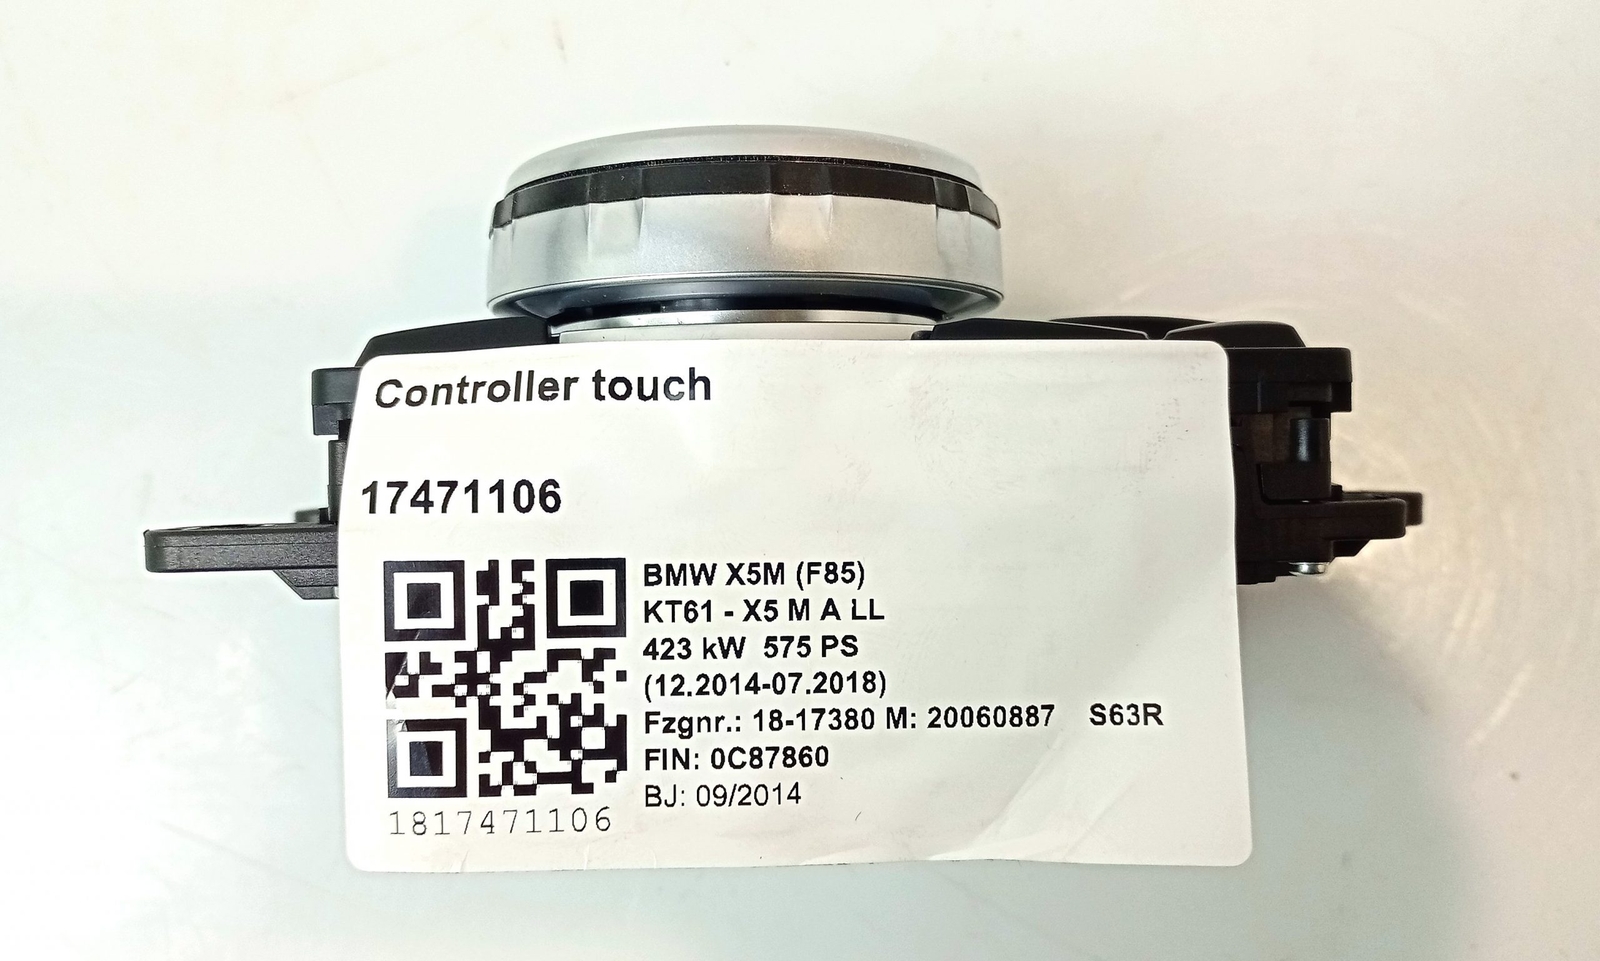 Controller touch
17471106
BMW X5M (F85)
KT61 - X5 M A LL
423 kW  575 PS
(12.2014-07.2018)
Fzgnr.: 18-17380 M: 20060887    S63R
FIN: 0C87860
BJ: 09/2014
1817471106